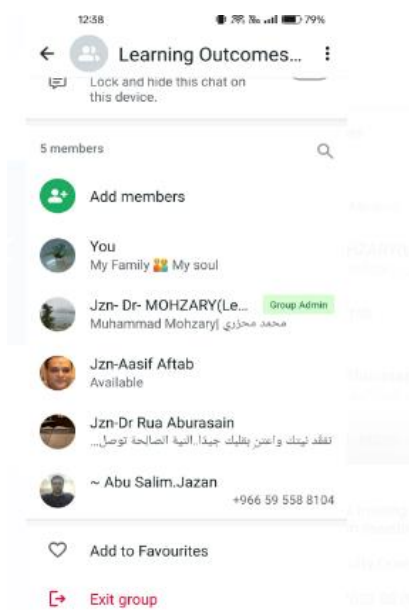 12:38 79%
Learning Outcomes...
Lock and hide this chat on
this device.
5 members
Add members
You
My Family My soul
Jzn- Dr- MOHZARY(Le... Group Admin
Muhammad Mohzary| محمد محزري
Jzn-Aasif Aftab
Available
Jzn-Dr Rua Aburasain
تفقد نيتك واعتن بقلبك جيدًا..النية الصالحة توصل...
~ Abu Salim.Jazan
+966 59 558 8104
Add to Favourites
Exit group